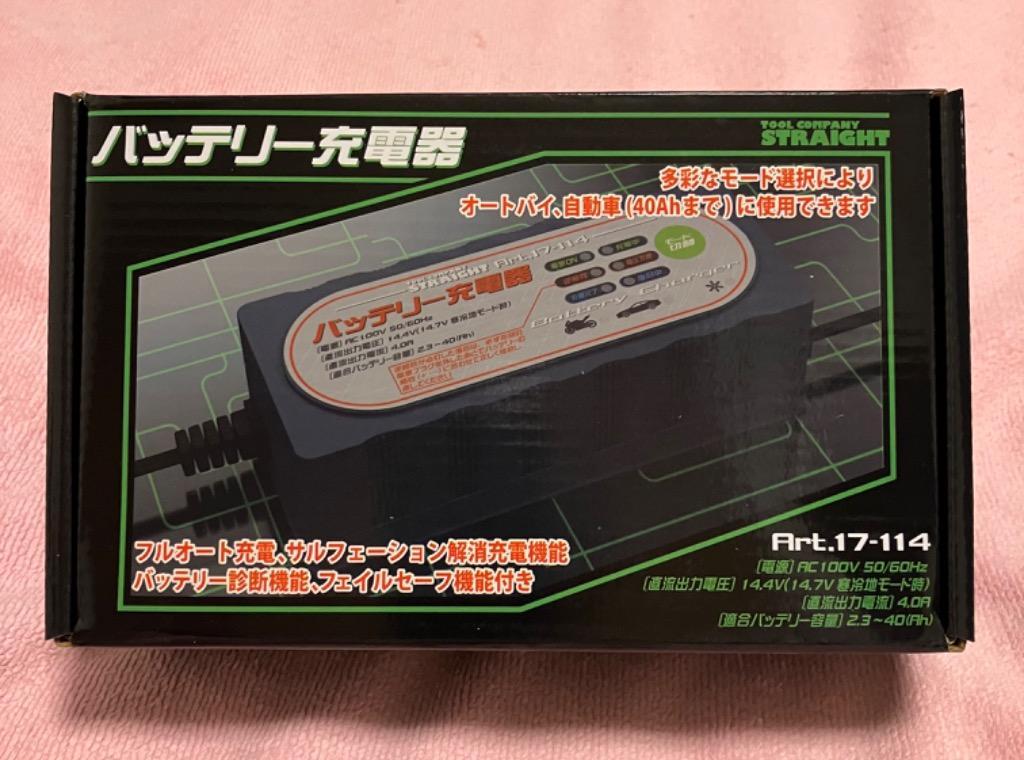 バッテリー充電器
TOOL COMPANY
STRAIGHT
多彩なモード選択により
オートバイ、自動車(40Ahまで)に使用できます
STRAIGHT Art.17-114
バッテリー充電器
[電源] AC100V 50/60Hz
[直流出力電圧] 14.4V(14.7V 寒冷地モード時)
[直流出力電流] 4.0A
[適合バッテリー容量] 2.3~40(Ah)
電源ON
充電中
モード
切替
Battery Charger
フルオート充電、サルフェーション解消充電機能
バッテリー診断機能、フェイルセーフ機能付き
Art.17-114
[電源] AC100V 50/60Hz
[直流出力電圧] 14.4V(14.7V 寒冷地モード時)
[直流出力電流] 4.0A
[適合バッテリー容量] 2.3~40(Ah)